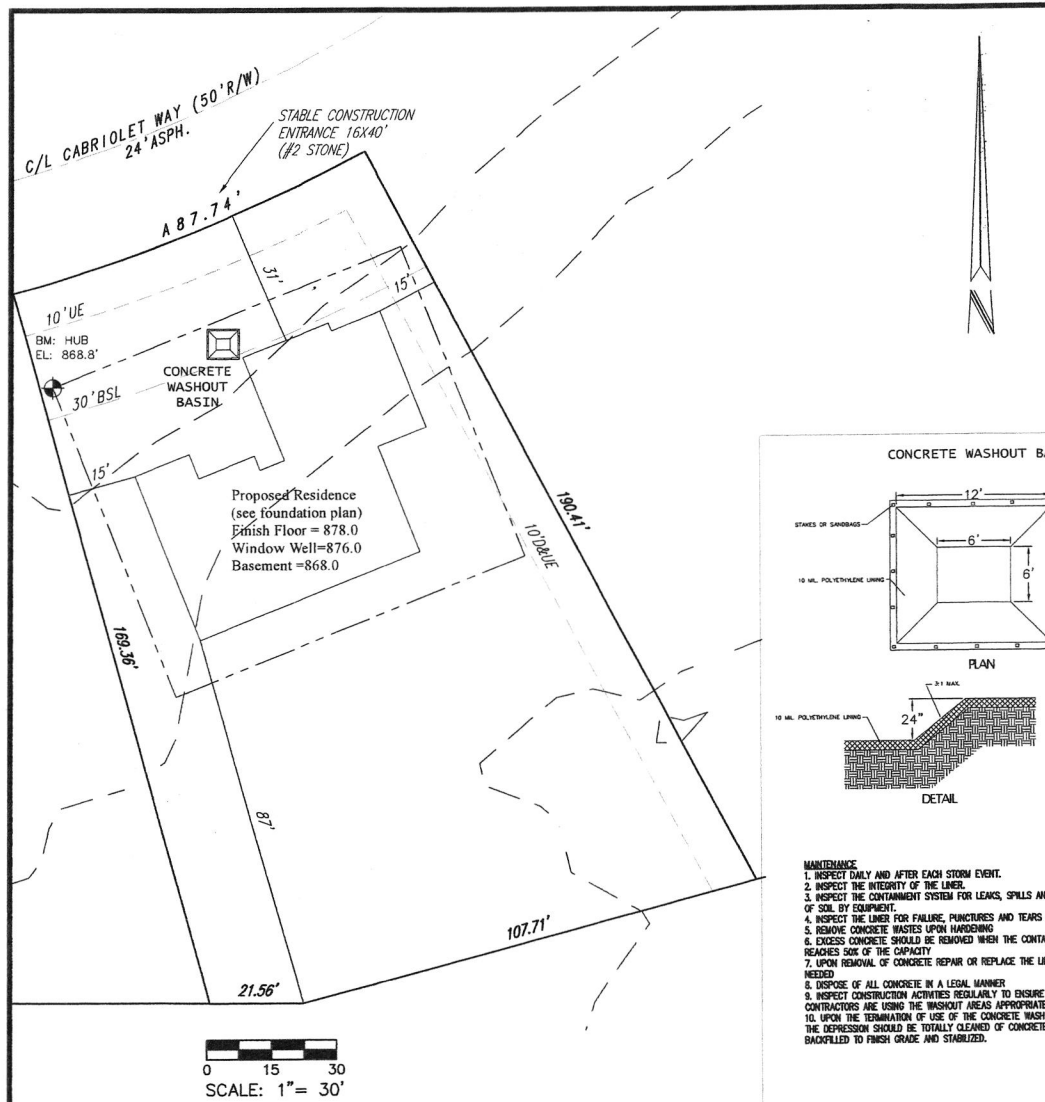 C/L CABRIOLET WAY (50'R/W)
24'ASPH.
STABLE CONSTRUCTION
ENTRANCE 16X40'
(#2 STONE)
A 87.74'
31'
15'
10'UE
BM: HUB
EL: 868.8'
30'BSL
CONCRETE
WASHOUT
BASIN
15'
Proposed Residence
(see foundation plan)
Finish Floor = 878.0
Window Well=876.0
Basement =868.0
190.41'
10'D&UE
169.36'
87'
107.71'
21.56'
0 15 30
SCALE: 1"= 30'
N
CONCRETE WASHOUT B
12'
STAKES OR SANDBAGS
6'
10 MIL. POLYETHYLENE LINING
6'
PLAN
3:1 MAX.
10 MIL. POLYETHYLENE LINING
24"
DETAIL
MAINTENANCE
1. INSPECT DAILY AND AFTER EACH STORM EVENT.
2. INSPECT THE INTEGRITY OF THE LINER.
3. INSPECT THE CONTAINMENT SYSTEM FOR LEAKS, SPILLS AN
OF SOIL BY EQUIPMENT.
4. INSPECT THE LINER FOR FAILURE, PUNCTURES AND TEARS
5. REMOVE CONCRETE WASTES UPON HARDENING
6. EXCESS CONCRETE SHOULD BE REMOVED WHEN THE CONTA
REACHES 50% OF THE CAPACITY
7. UPON REMOVAL OF CONCRETE REPAIR OR REPLACE THE LI
NEEDED
8. DISPOSE OF ALL CONCRETE IN A LEGAL MANNER
9. INSPECT CONSTRUCTION ACTIVITIES REGULARLY TO ENSURE
CONTRACTORS ARE USING THE WASHOUT AREAS APPROPRIATE
10. UPON THE TERMINATION OF USE OF THE CONCRETE WASH
THE DEPRESSION SHOULD BE TOTALLY CLEANED OF CONCRETE
BACKFILLED TO FINISH GRADE AND STABILIZED.